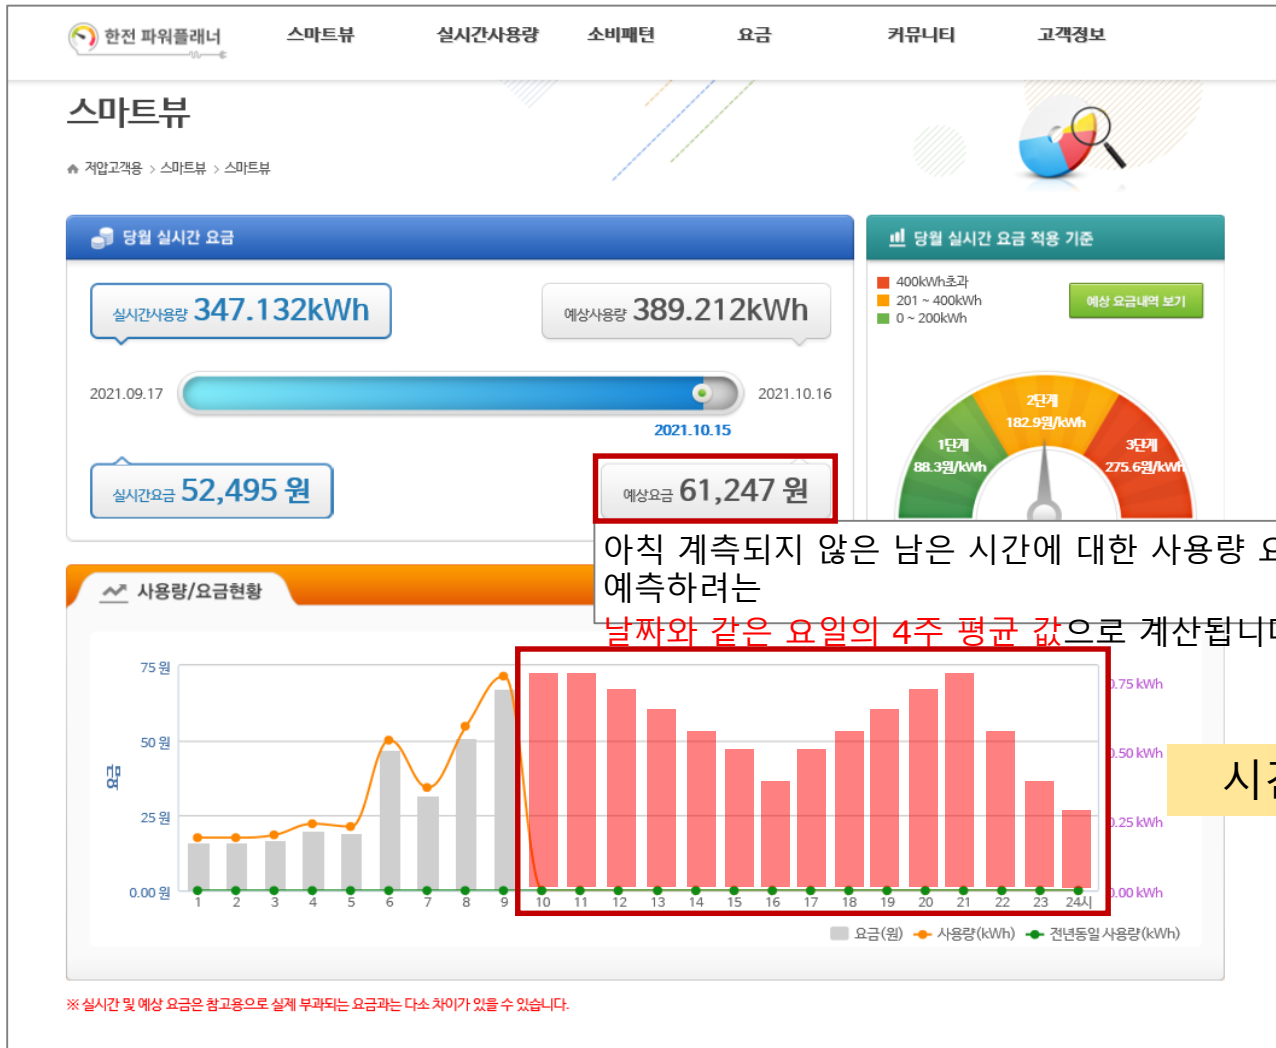 한전 파워플래너 스마트뷰 실시간사용량 소비패턴 요금 커뮤니티 고객정보
스마트뷰
저압고객용 > 스마트뷰 > 스마트뷰
당월 실시간 요금
실시간사용량 347.132kWh
예상사용량 389.212kWh
2021.09.17
2021.10.16
2021.10.15
실시간요금 52,495 원
예상요금 61,247 원
당월 실시간 요금 적용 기준
400kWh초과
201 ~ 400kWh
0 ~ 200kWh
예상 요금내역 보기
2단계
182.9원/kWh
1단계
88.3원/kWh
3단계
275.6원/kWh
아칙 계측되지 않은 남은 시간에 대한 사용량
예측하려는
날짜와 같은 요일의 4주 평균 값으로 계산됩니다
사용량/요금현황
75 원
50 원
25 원
0.00 원
요금
0.75 kWh
0.50 kWh
0.25 kWh
0.00 kWh
1 2 3 4 5 6 7 8 9 10 11 12 13 14 15 16 17 18 19 20 21 22 23 24시
요금(원) 사용량(kWh) 전년동일 사용량(kWh)
※ 실시간 및 예상 요금은 참고용으로 실제 부과되는 요금과는 다소 차이가 있을 수 있습니다.